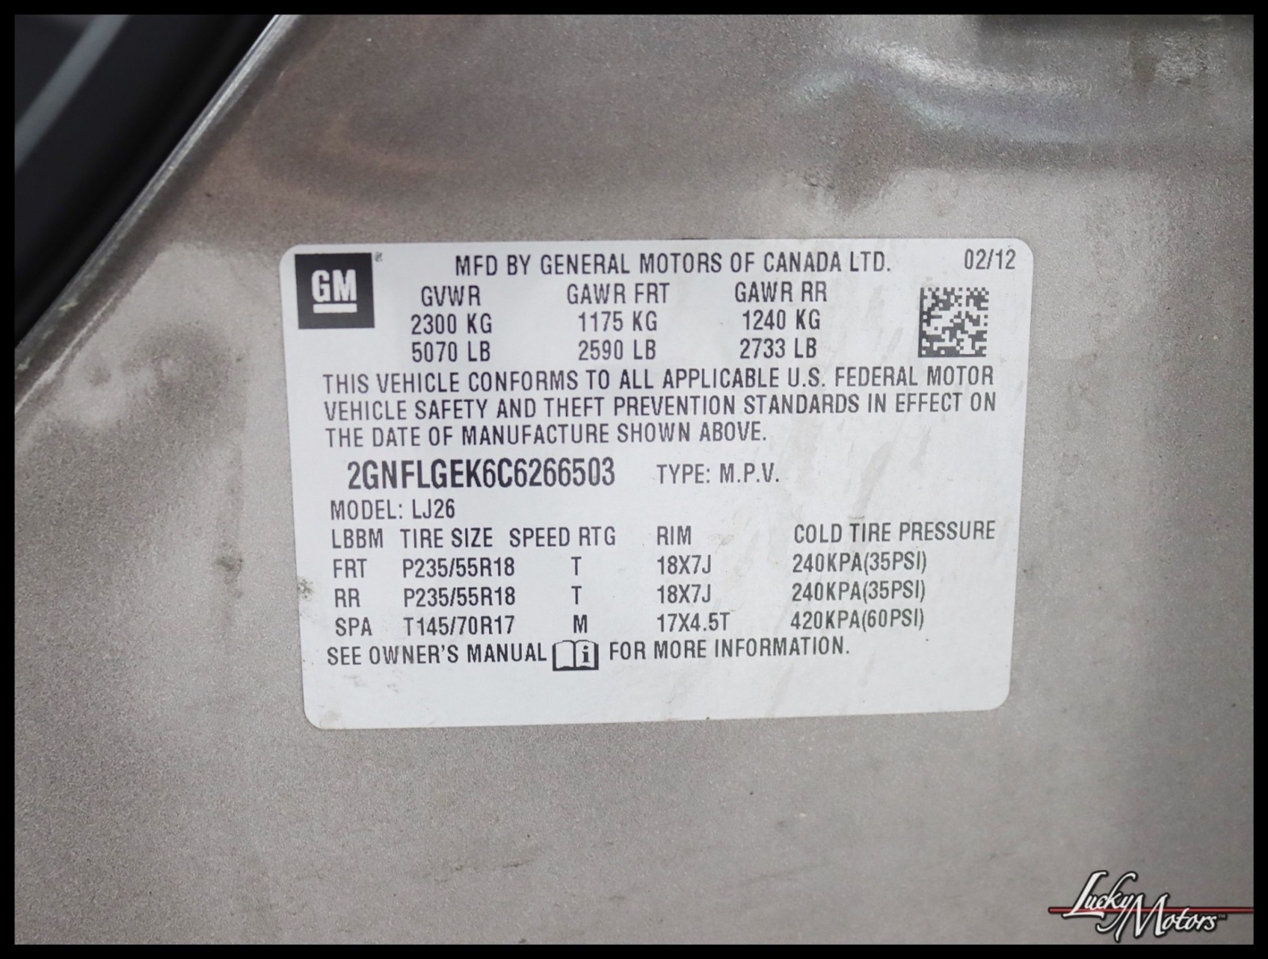 GM ® MFD BY GENERAL MOTORS OF CANADA LTD. 02/12
GVWR GAWR FRT GAWR RR
2300 KG 1175 KG 1240 KG
5070 LB 2590 LB 2733 LB
THIS VEHICLE CONFORMS TO ALL APPLICABLE U.S. FEDERAL MOTOR
VEHICLE SAFETY AND THEFT PREVENTION STANDARDS IN EFFECT ON
THE DATE OF MANUFACTURE SHOWN ABOVE.
2GNFLGEK6C6266503 TYPE: M.P.V.
MODEL: LJ26
LBBM TIRE SIZE SPEED RTG RIM COLD TIRE PRESSURE
FRT P235/55R18 T 18X7J 240KPA(35PSI)
RR P235/55R18 T 18X7J 240KPA(35PSI)
SPA T145/70R17 M 17X4.5T 420KPA(60PSI)
SEE OWNER'S MANUAL i FOR MORE INFORMATION.
Lucky Motors™